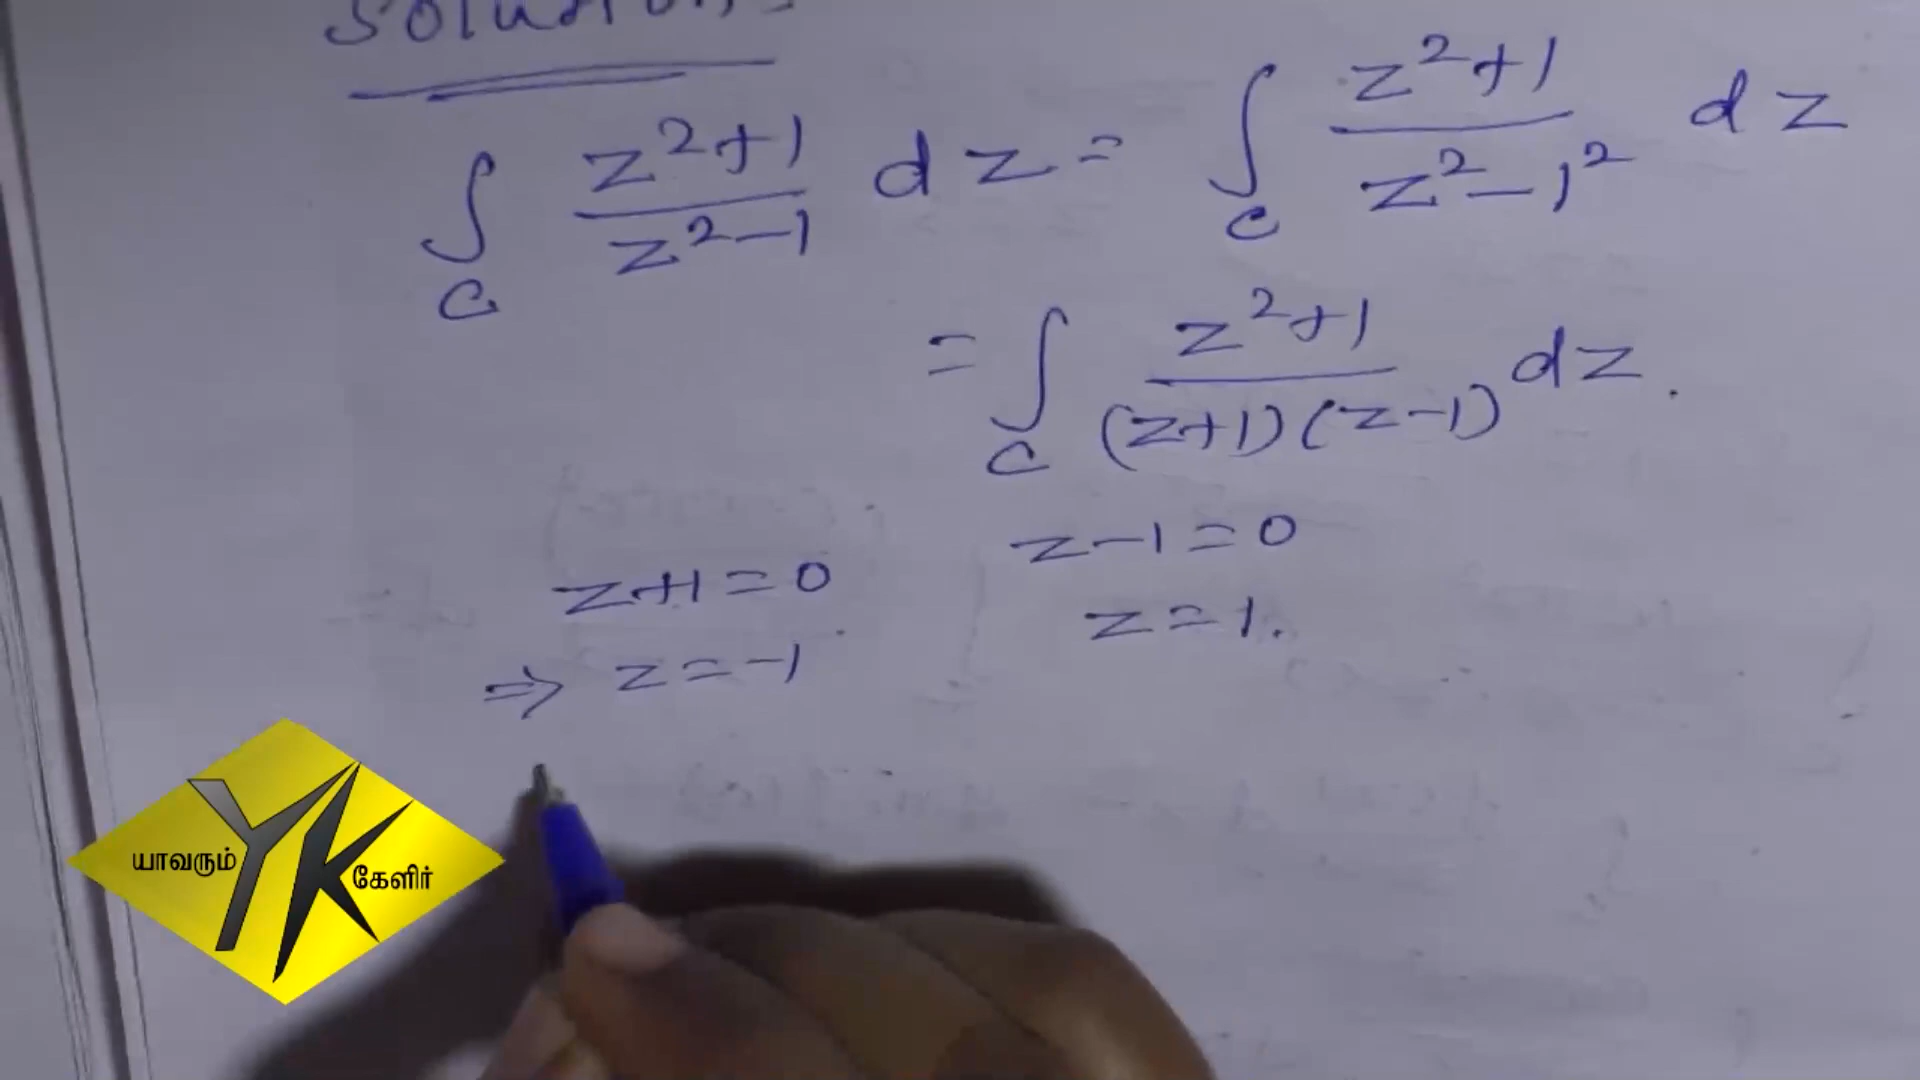 Solution:
∫_C (z²+1)/(z²-1) dz = ∫_C (z²+1)/(z²-1²) dz
= ∫_C (z²+1)/((z+1)(z-1)) dz.
z+1=0 z-1=0
⇒ z=-1 z=1.
யாவரும் YK கேளிர்